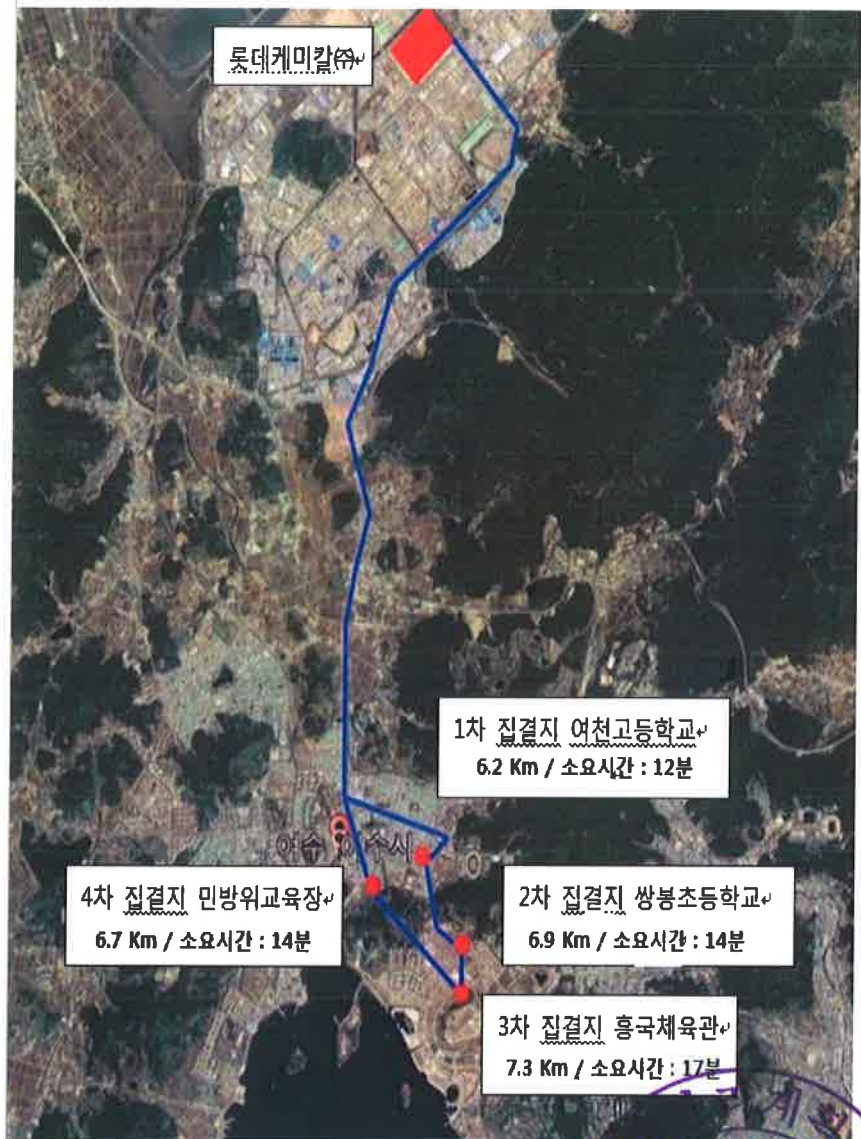 롯데케미칼㈜
1차 집결지 여천고등학교
6.2 Km / 소요시간 : 12분
여수시
4차 집결지 민방위교육장
6.7 Km / 소요시간 : 14분
2차 집결지 쌍봉초등학교
6.9 Km / 소요시간 : 14분
3차 집결지 흥국체육관
7.3 Km / 소요시간 : 17분